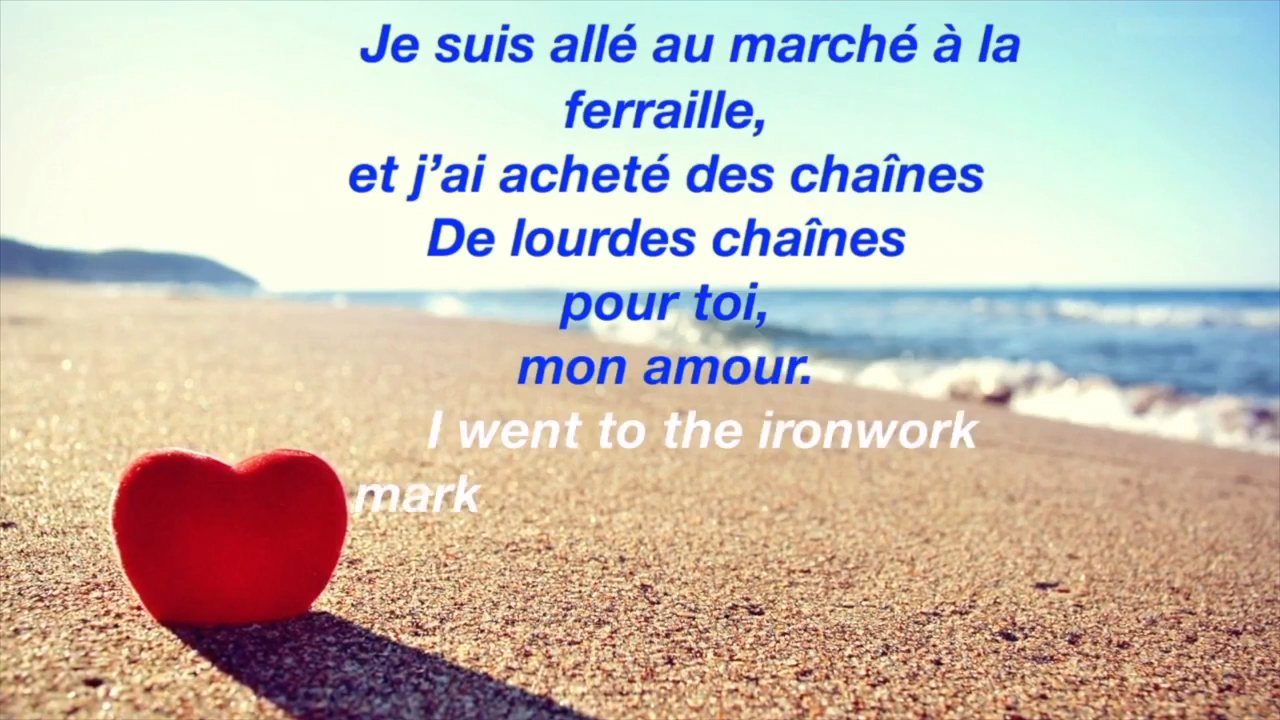 Je suis allé au marché à la
ferraille,
et j’ai acheté des chaînes
De lourdes chaînes
pour toi,
mon amour.
I went to the ironwork
mark